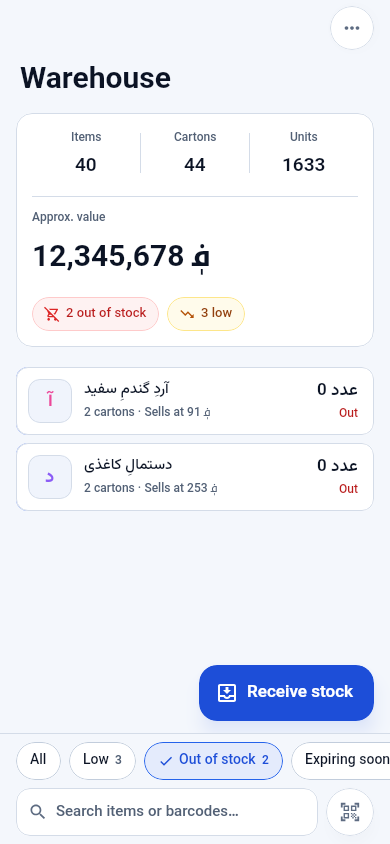 Warehouse
Items
Cartons
Units
40
44
1633
Approx. value
12,345,678 ؋
2 out of stock
3 low
آ
آردِ گندمِ سفید
2 cartons · Sells at 91 ؋
0 عدد
Out
د
دستمالِ کاغذی
2 cartons · Sells at 253 ؋
0 عدد
Out
Receive stock
All
Low 3
Out of stock 2
Expiring soon
Search items or barcodes…